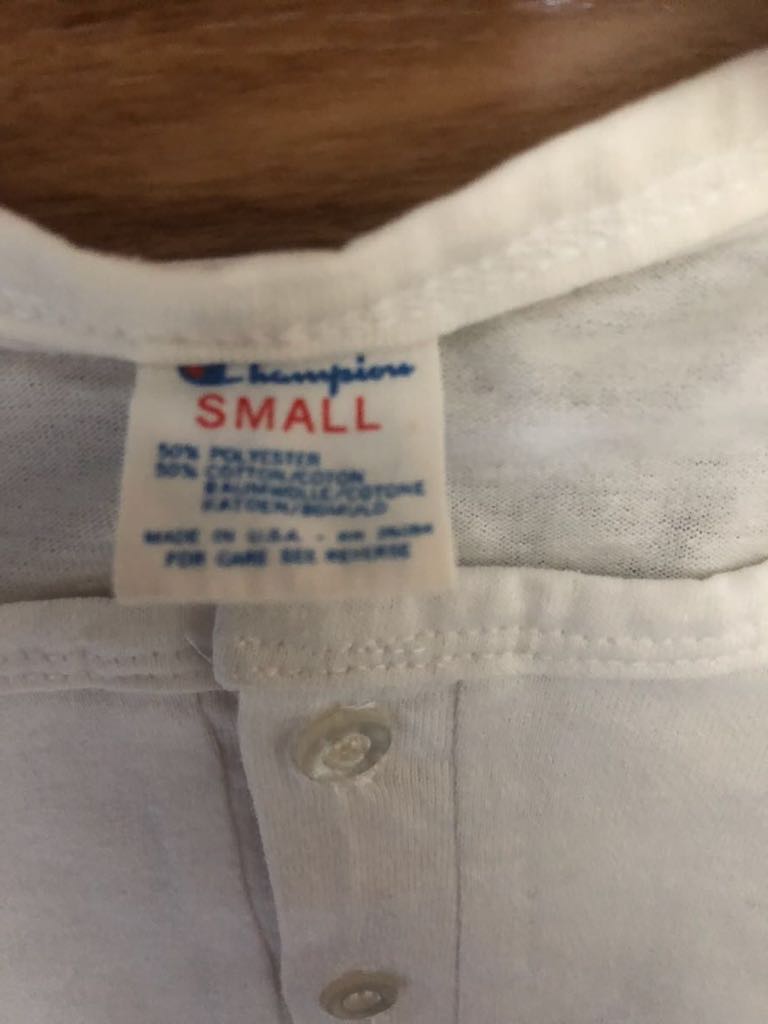 Champion
SMALL
50% POLYESTER
50% COTTON/COTON
BAUMWOLLE/COTONE
KATOEN/BOMULD
MADE IN U.S.A. -
FOR CARE SEE REVERSE